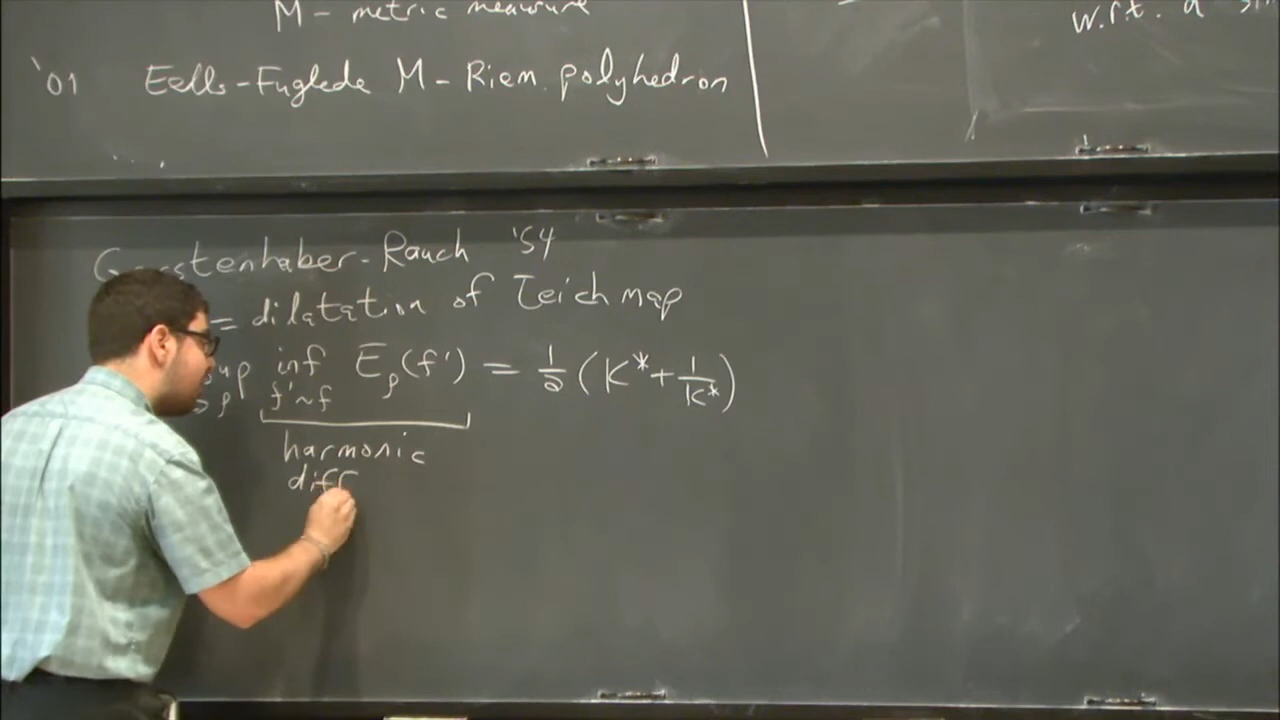 M - metric measure
'01 Eells-Fuglede M - Riem. polyhedron
w.r.t. a
Gerstenhaber-Rauch '54
= dilatation of Teich map
sup inf E_ρ(f') = 1/2 (K* + 1/K*)
ρ f'~f
harmonic
diff